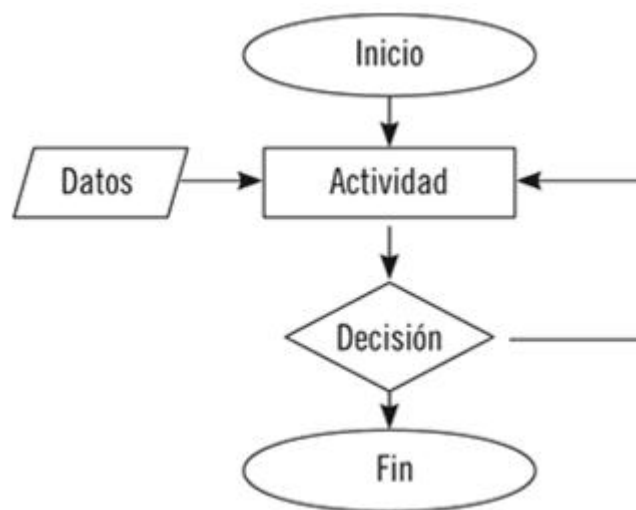 Inicio
Datos
Actividad
Decisión
Fin